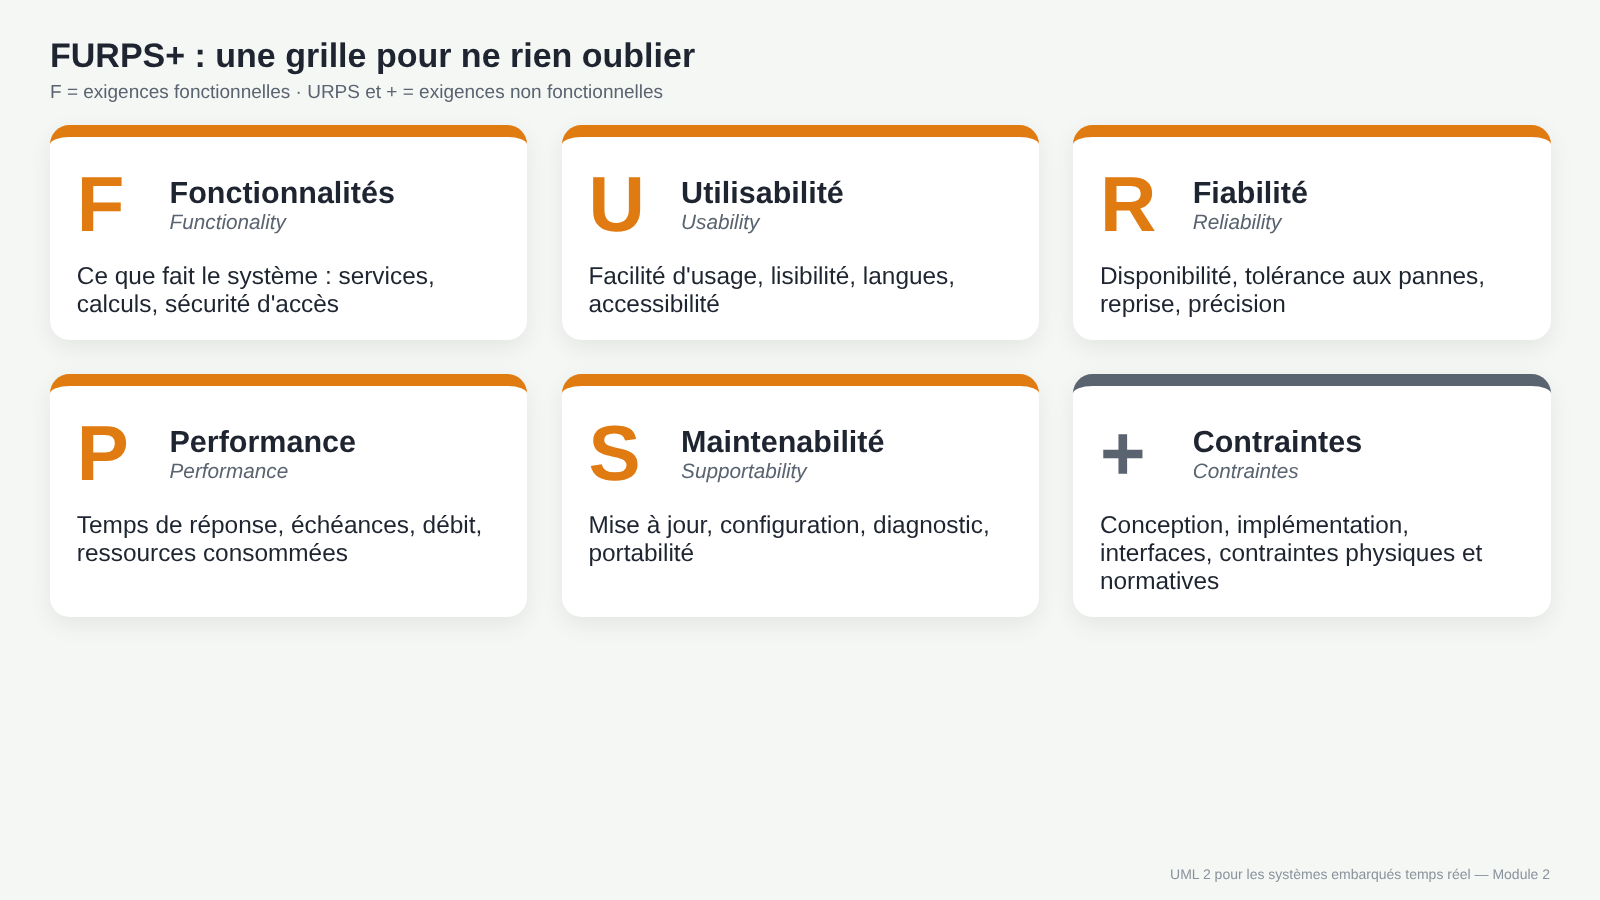 FURPS+ : une grille pour ne rien oublier
F = exigences fonctionnelles · URPS et + = exigences non fonctionnelles
F
Fonctionnalités
Functionality
Ce que fait le système : services,
calculs, sécurité d'accès
U
Utilisabilité
Usability
Facilité d'usage, lisibilité, langues,
accessibilité
R
Fiabilité
Reliability
Disponibilité, tolérance aux pannes,
reprise, précision
P
Performance
Performance
Temps de réponse, échéances, débit,
ressources consommées
S
Maintenabilité
Supportability
Mise à jour, configuration, diagnostic,
portabilité
+
Contraintes
Contraintes
Conception, implémentation,
interfaces, contraintes physiques et
normatives
UML 2 pour les systèmes embarqués temps réel — Module 2